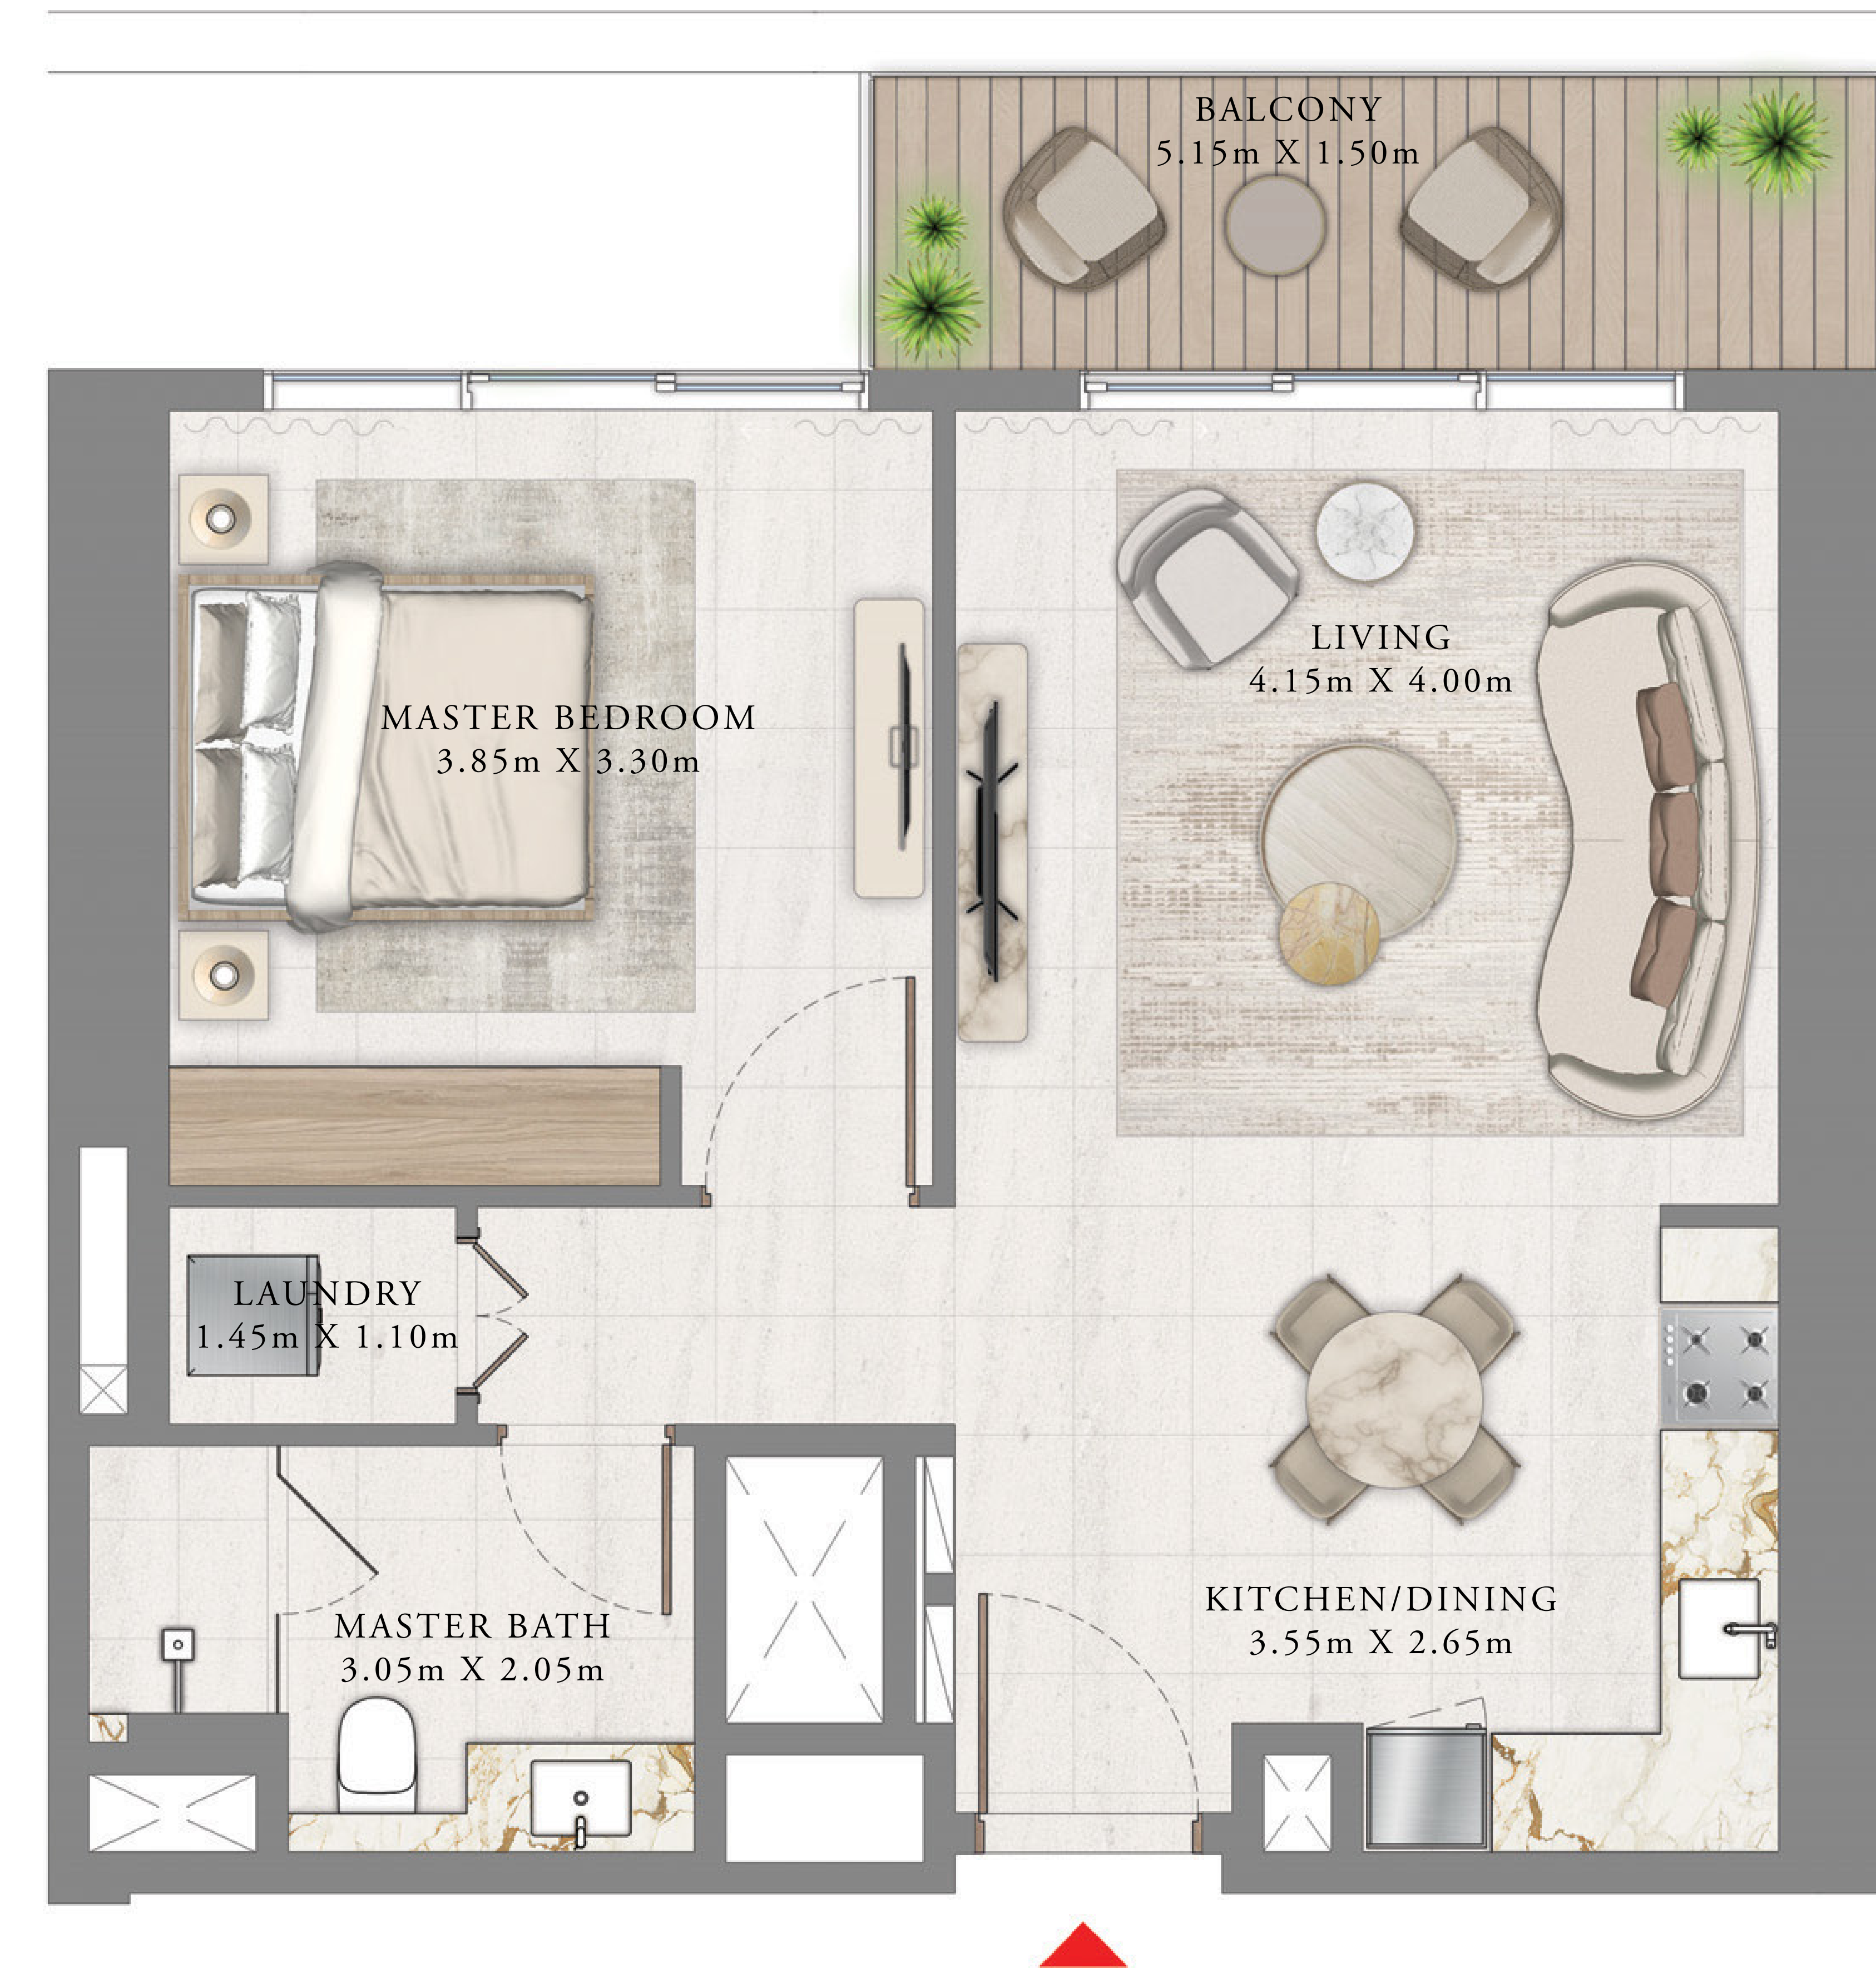 BALCONY
5.15m X 1.50m
LIVING
4.15m X 4.00m
MASTER BEDROOM
3.85m X 3.30m
LAUNDRY
1.45m X 1.10m
KITCHEN/DINING
3.55m X 2.65m
MASTER BATH
3.05m X 2.05m